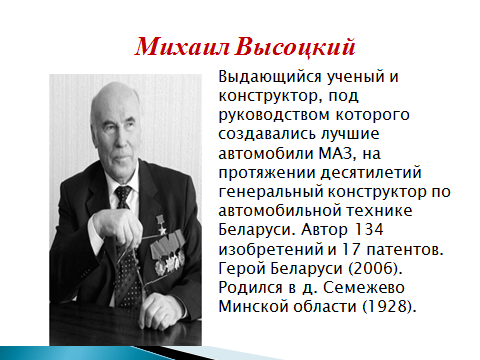 Михаил Высоцкий
Выдающийся ученый и
конструктор, под
руководством которого
создавались лучшие
автомобили МАЗ, на
протяжении десятилетий
генеральный конструктор по
автомобильной технике
Беларуси. Автор 134
изобретений и 17 патентов.
Герой Беларуси (2006).
Родился в д. Семежево
Минской области (1928).